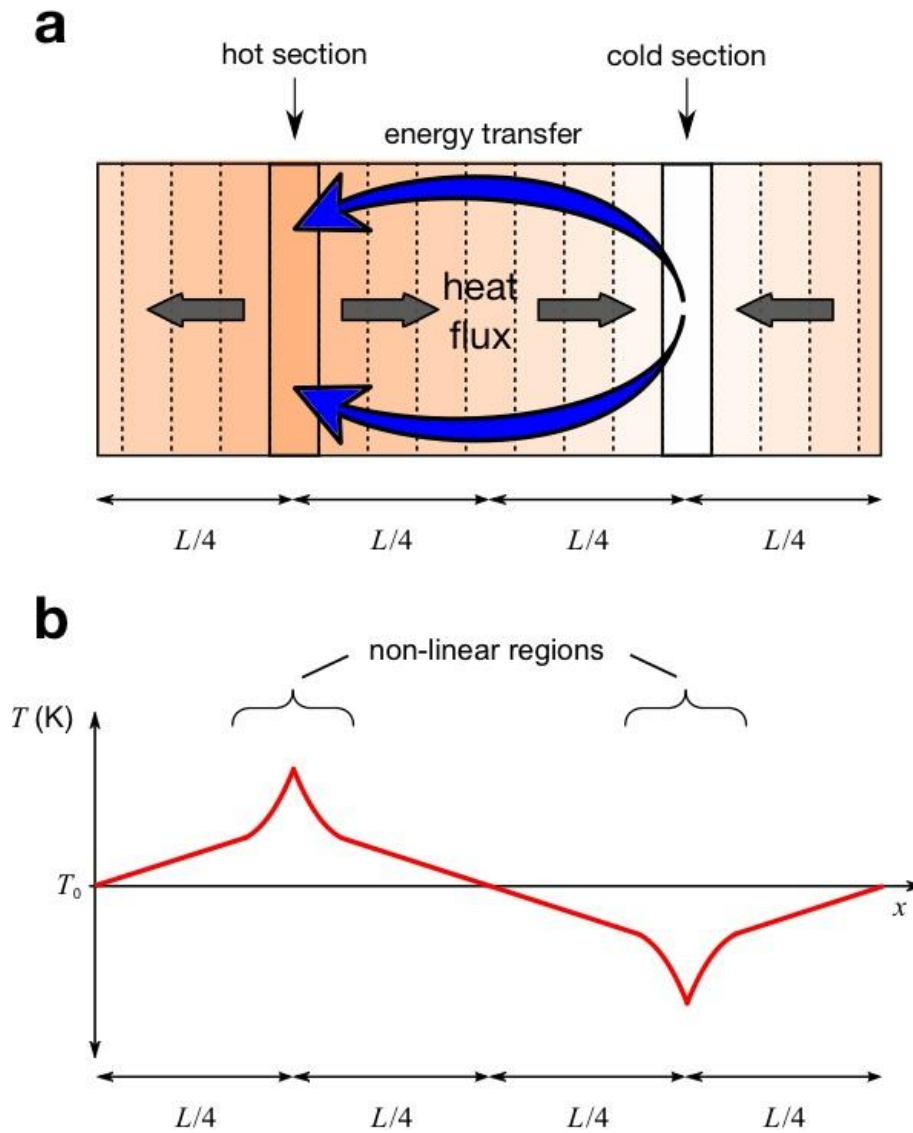 a
hot section
cold section
energy transfer
heat
flux
L/4
L/4
L/4
L/4
b
non-linear regions
T (K)
T₀
x
L/4
L/4
L/4
L/4